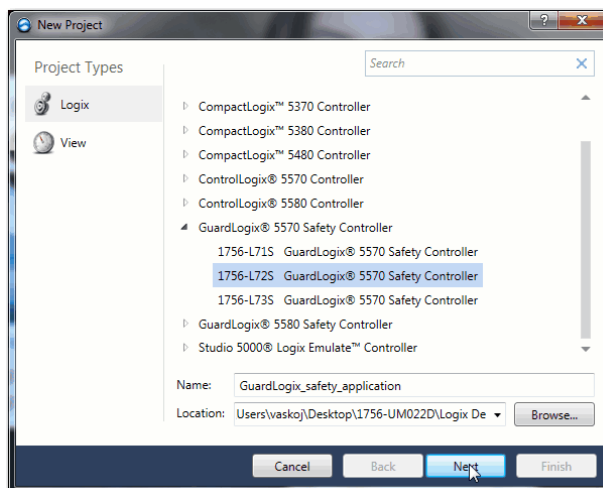 New Project
Project Types
Search
Logix
View
CompactLogix™ 5370 Controller
CompactLogix™ 5380 Controller
CompactLogix™ 5480 Controller
ControlLogix® 5570 Controller
ControlLogix® 5580 Controller
GuardLogix® 5570 Safety Controller
1756-L71S GuardLogix® 5570 Safety Controller
1756-L72S GuardLogix® 5570 Safety Controller
1756-L73S GuardLogix® 5570 Safety Controller
GuardLogix® 5580 Safety Controller
Studio 5000® Logix Emulate™ Controller
Name: GuardLogix_safety_application
Location: Users\vaskoj\Desktop\1756-UM022D\Logix De Browse...
Cancel Back Next Finish